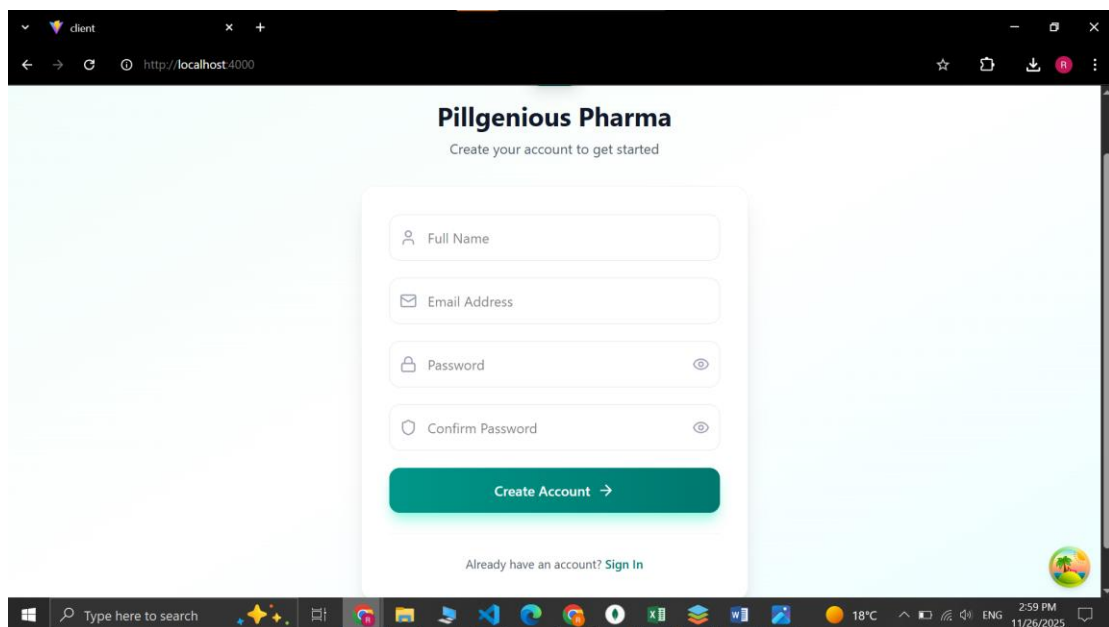 client
http://localhost:4000
R
Pillgenious Pharma
Create your account to get started
Full Name
Email Address
Password
Confirm Password
Create Account →
Already have an account? Sign In
Type here to search
18°C
ENG
2:59 PM
11/26/2025